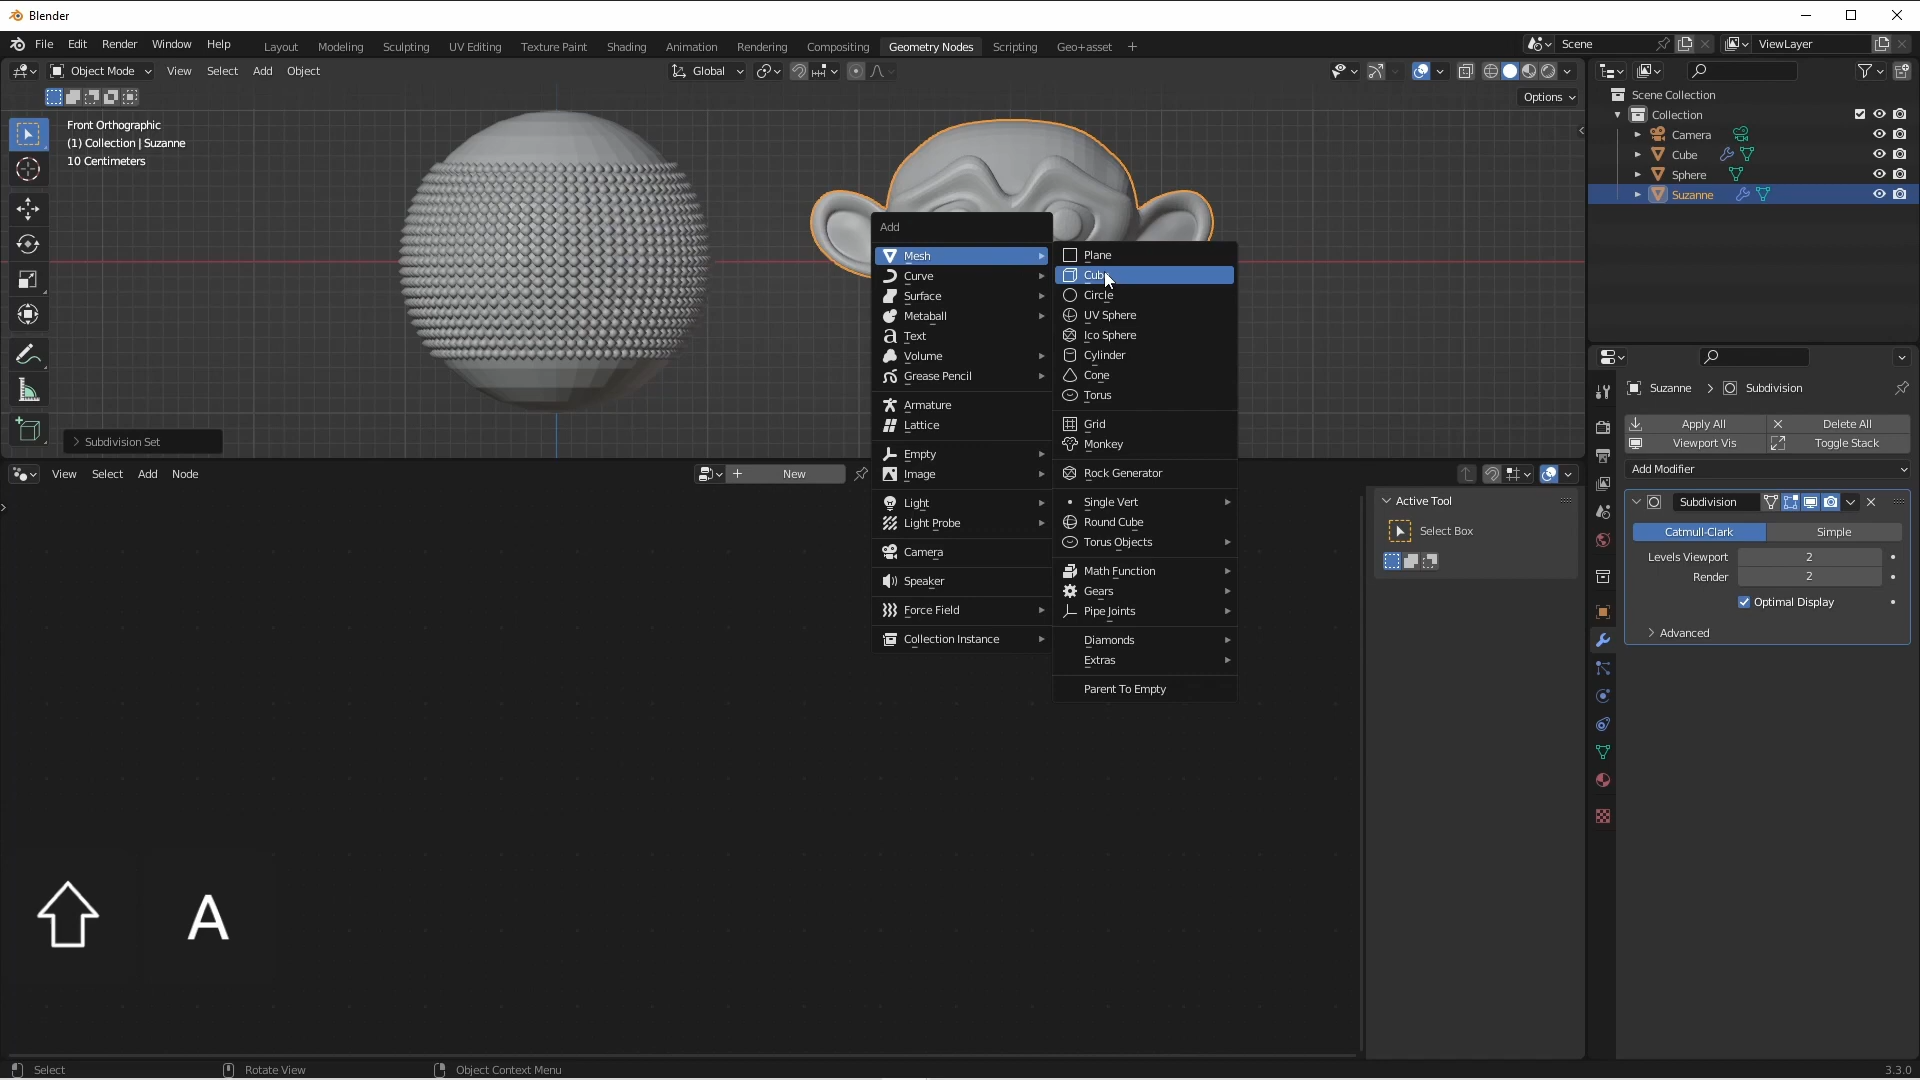 Blender
File Edit Render Window Help Layout Modeling Sculpting UV Editing Texture Paint Shading Animation Rendering Compositing Geometry Nodes Scripting Geo+asset + Scene ViewLayer
Object Mode View Select Add Object Global
Options
Front Orthographic
(1) Collection | Suzanne
10 Centimeters
Subdivision Set
Scene Collection
Collection
Camera
Cube
Sphere
Suzanne
Add
Mesh
Curve
Surface
Metaball
Text
Volume
Grease Pencil
Armature
Lattice
Empty
Image
Light
Light Probe
Camera
Speaker
Force Field
Collection Instance
Plane
Cube
Circle
UV Sphere
Ico Sphere
Cylinder
Cone
Torus
Grid
Monkey
Rock Generator
Single Vert
Round Cube
Torus Objects
Math Function
Gears
Pipe Joints
Diamonds
Extras
Parent To Empty
View Select Add Node + New
Active Tool
Select Box
Suzanne > Subdivision
Apply All Delete All
Viewport Vis Toggle Stack
Add Modifier
Subdivision
Catmull-Clark Simple
Levels Viewport 2
Render 2
Optimal Display
Advanced
A
Select Rotate View Object Context Menu 3.3.0